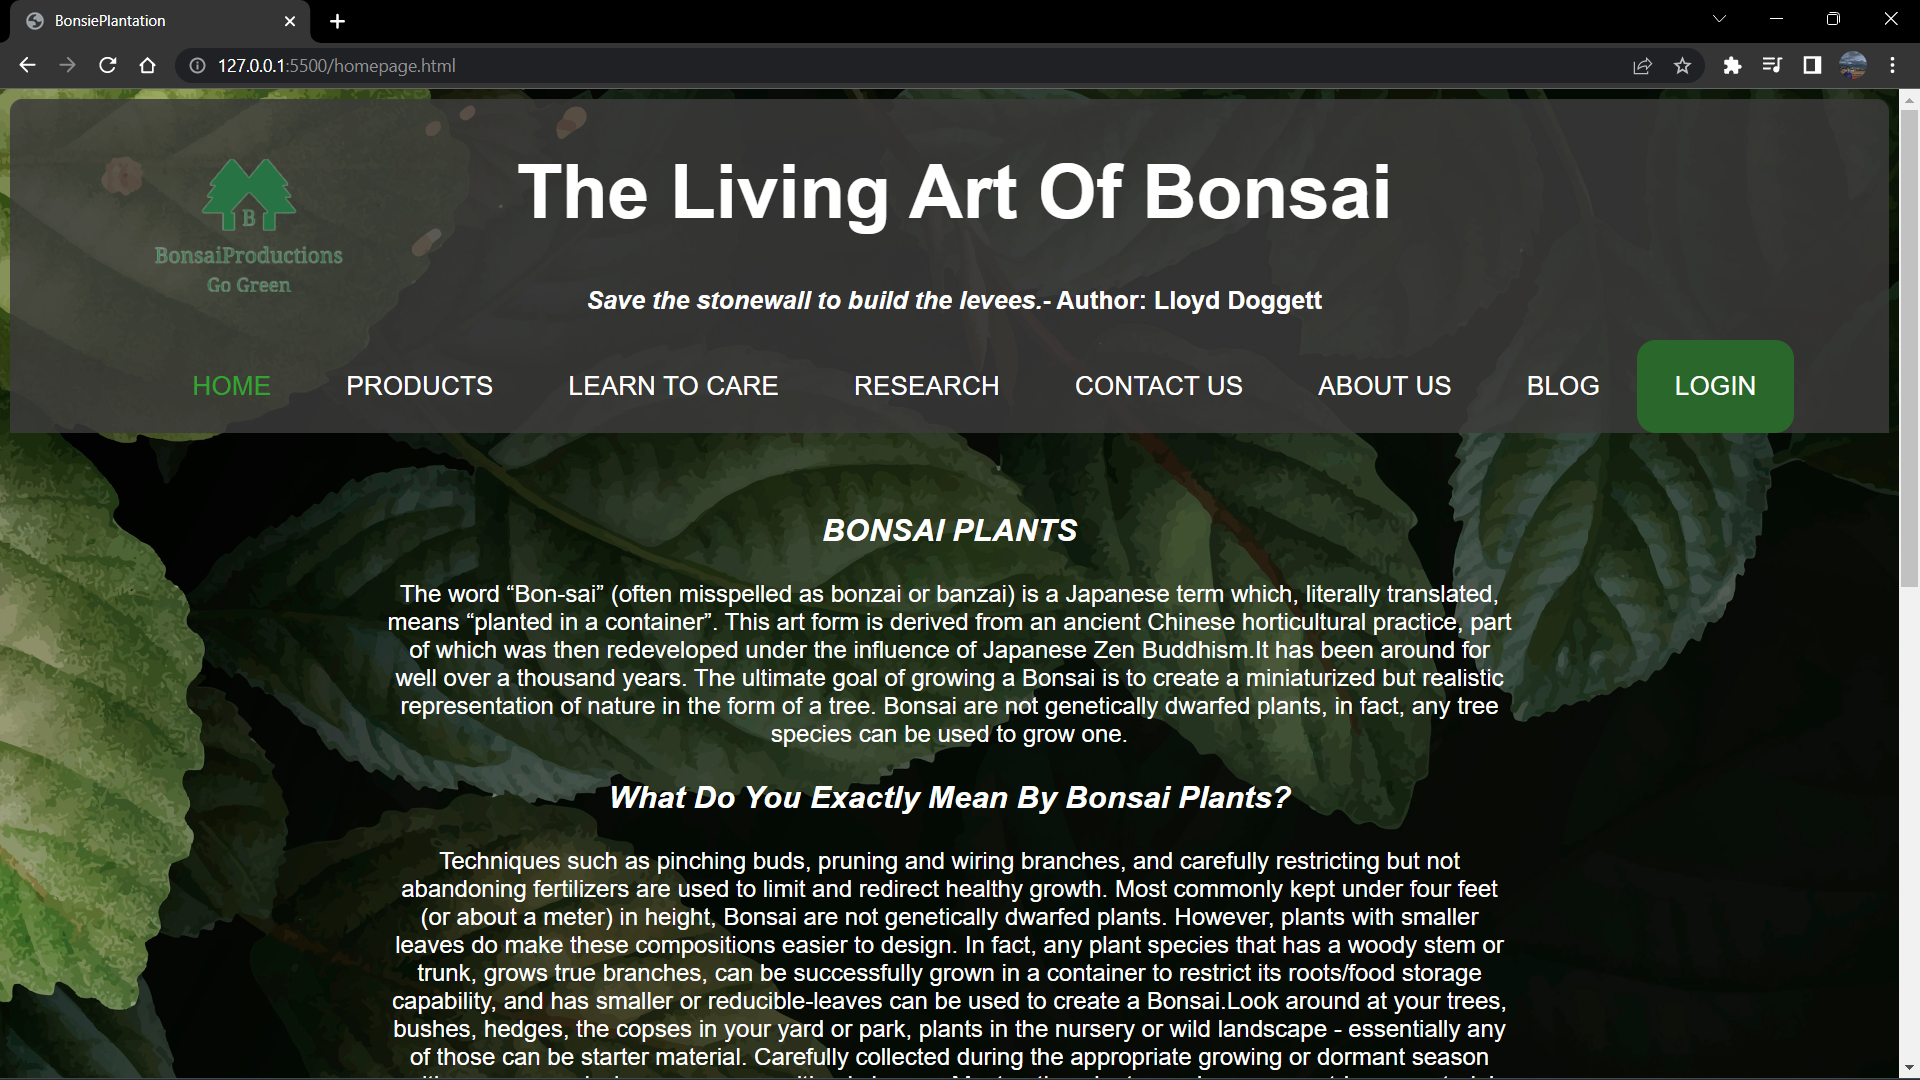 BonsiePlantation
127.0.0.1:5500/homepage.html
The Living Art Of Bonsai
B
BonsaiProductions
Go Green
Save the stonewall to build the levees.- Author: Lloyd Doggett
HOME PRODUCTS LEARN TO CARE RESEARCH CONTACT US ABOUT US BLOG LOGIN
BONSAI PLANTS
The word “Bon-sai” (often misspelled as bonzai or banzai) is a Japanese term which, literally translated,
means “planted in a container”. This art form is derived from an ancient Chinese horticultural practice, part
of which was then redeveloped under the influence of Japanese Zen Buddhism.It has been around for
well over a thousand years. The ultimate goal of growing a Bonsai is to create a miniaturized but realistic
representation of nature in the form of a tree. Bonsai are not genetically dwarfed plants, in fact, any tree
species can be used to grow one.
What Do You Exactly Mean By Bonsai Plants?
Techniques such as pinching buds, pruning and wiring branches, and carefully restricting but not
abandoning fertilizers are used to limit and redirect healthy growth. Most commonly kept under four feet
(or about a meter) in height, Bonsai are not genetically dwarfed plants. However, plants with smaller
leaves do make these compositions easier to design. In fact, any plant species that has a woody stem or
trunk, grows true branches, can be successfully grown in a container to restrict its roots/food storage
capability, and has smaller or reducible-leaves can be used to create a Bonsai.Look around at your trees,
bushes, hedges, the copses in your yard or park, plants in the nursery or wild landscape - essentially any
of those can be starter material. Carefully collected during the appropriate growing or dormant season